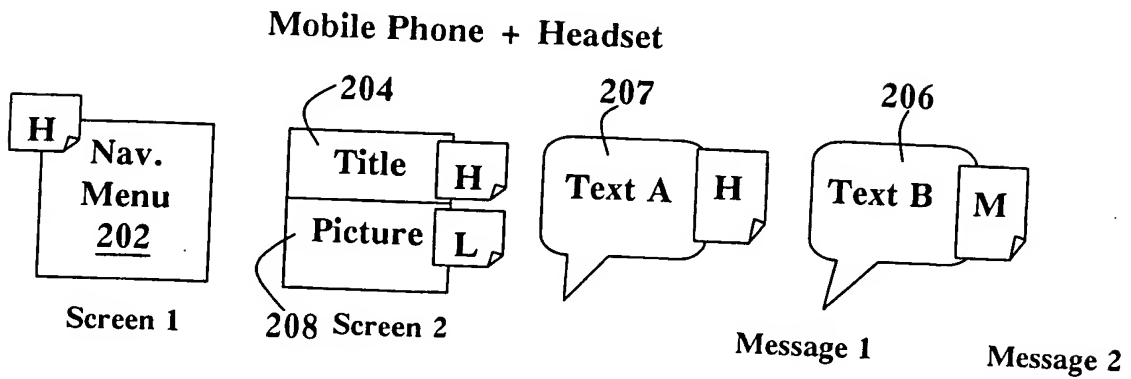 Mobile Phone + Headset
204
207
206
H
Nav.
Menu
202
Title
H
Picture
L
Text A
H
Text B
M
Screen 1
208
Screen 2
Message 1
Message 2